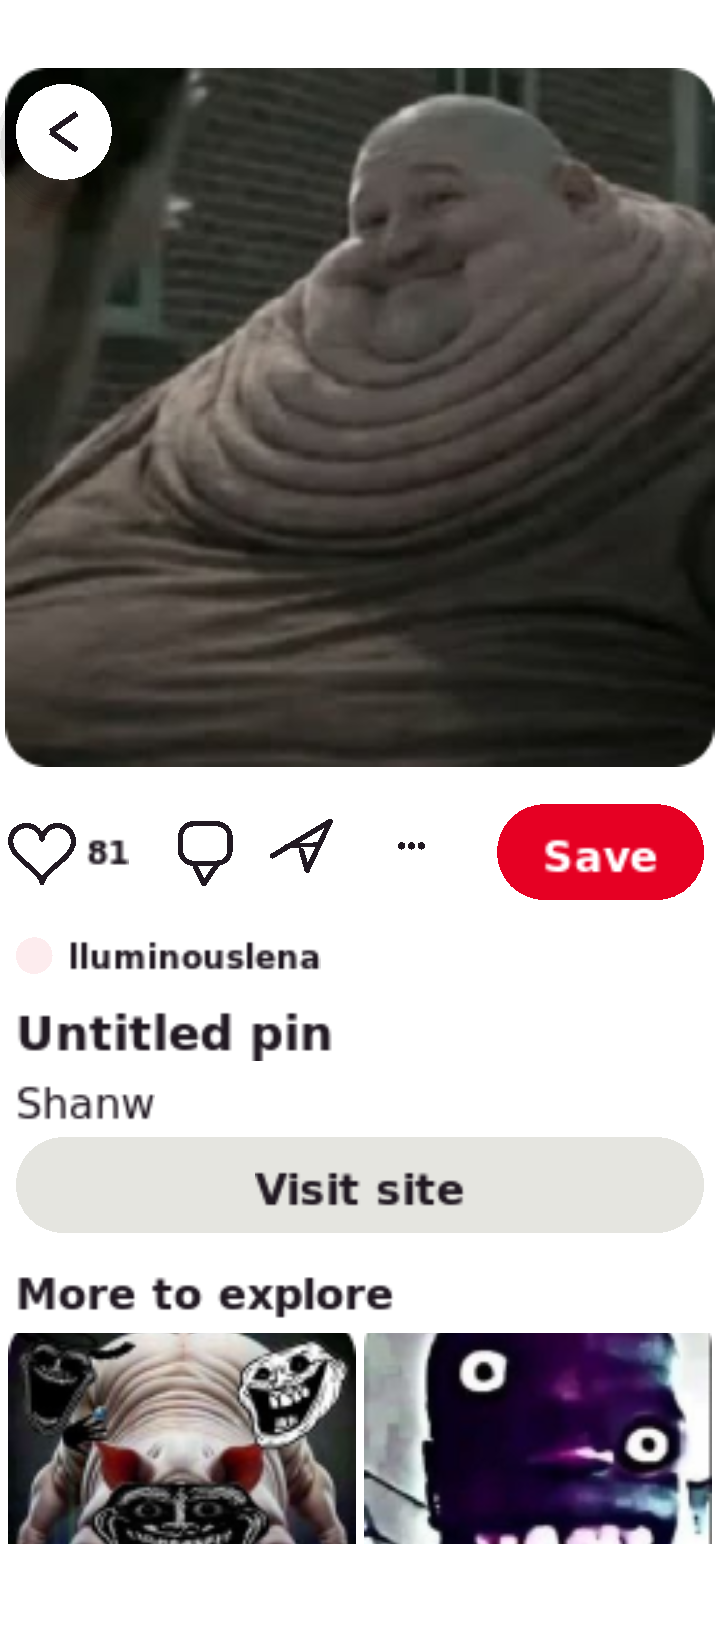 81
Save
lluminouslena
Untitled pin
Shanw
Visit site
More to explore